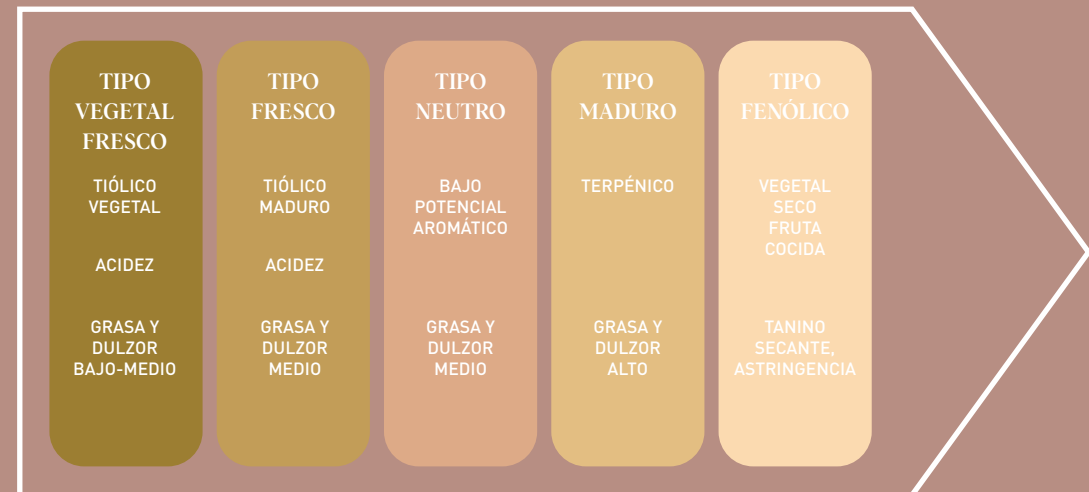 TIPO
VEGETAL
FRESCO
TIÓLICO
VEGETAL
ACIDEZ
GRASA Y
DULZOR
BAJO-MEDIO
TIPO
FRESCO
TIÓLICO
MADURO
ACIDEZ
GRASA Y
DULZOR
MEDIO
TIPO
NEUTRO
BAJO
POTENCIAL
AROMÁTICO
GRASA Y
DULZOR
MEDIO
TIPO
MADURO
TERPÉNICO
GRASA Y
DULZOR
ALTO
TIPO
FENÓLICO
VEGETAL
SECO
FRUTA
COCIDA
TANINO
SECANTE,
ASTRINGENCIA